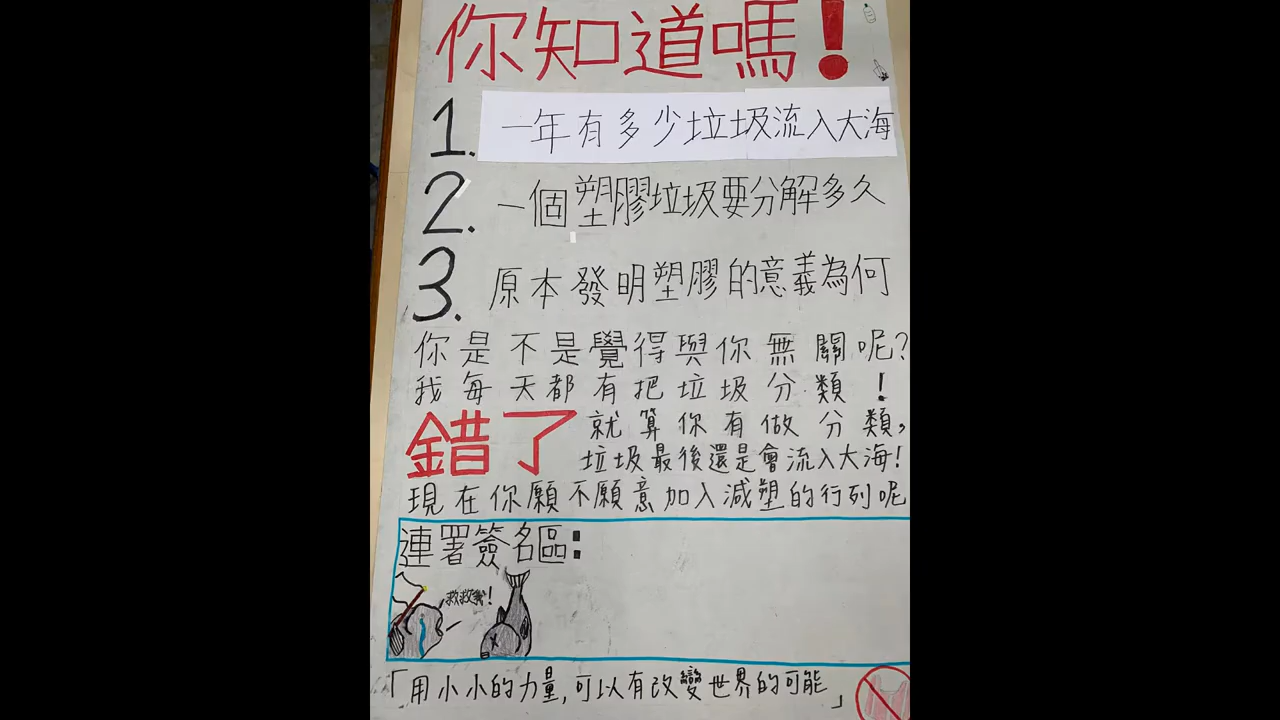 你知道嗎！
1. 一年有多少垃圾流入大海
2. 一個塑膠垃圾要分解多久
3. 原本發明塑膠的意義為何
你是不是覺得與你無關呢?
我每天都有把垃圾分類！
錯了 就算你有做分類,
垃圾最後還是會流入大海!
現在你願不願意加入減塑的行列呢
連署簽名區:
救救我!
「用小小的力量,可以有改變世界的可能」